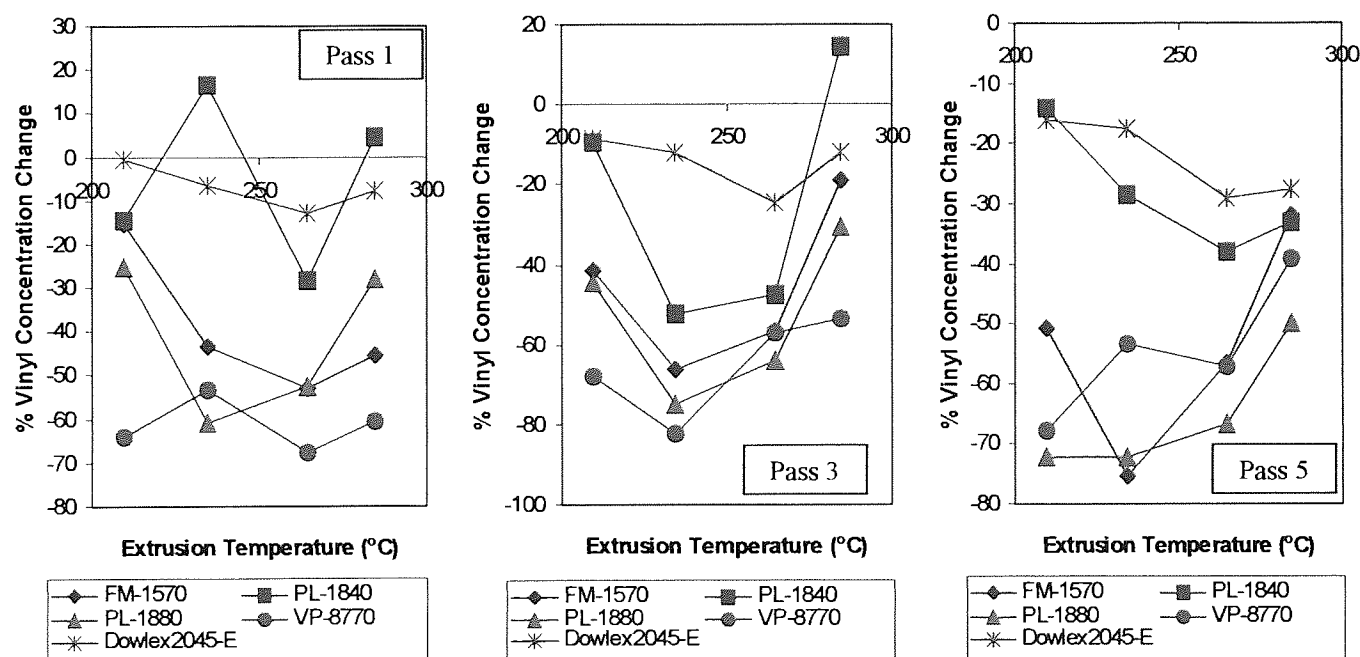 30
20
10
0
-10
-20
-30
-40
-50
-60
-70
-80
200
250
300
% Vinyl Concentration Change
Pass 1
Extrusion Temperature (°C)
FM-1570
PL-1840
PL-1880
VP-8770
Dowlex2045-E
20
0
-20
-40
-60
-80
-100
200
250
300
% Vinyl Concentration Change
Pass 3
Extrusion Temperature (°C)
FM-1570
PL-1840
PL-1880
VP-8770
Dowlex2045-E
0
-10
-20
-30
-40
-50
-60
-70
-80
200
250
300
% Vinyl Concentration Change
Pass 5
Extrusion Temperature (°C)
FM-1570
PL-1840
PL-1880
VP-8770
Dowlex2045-E